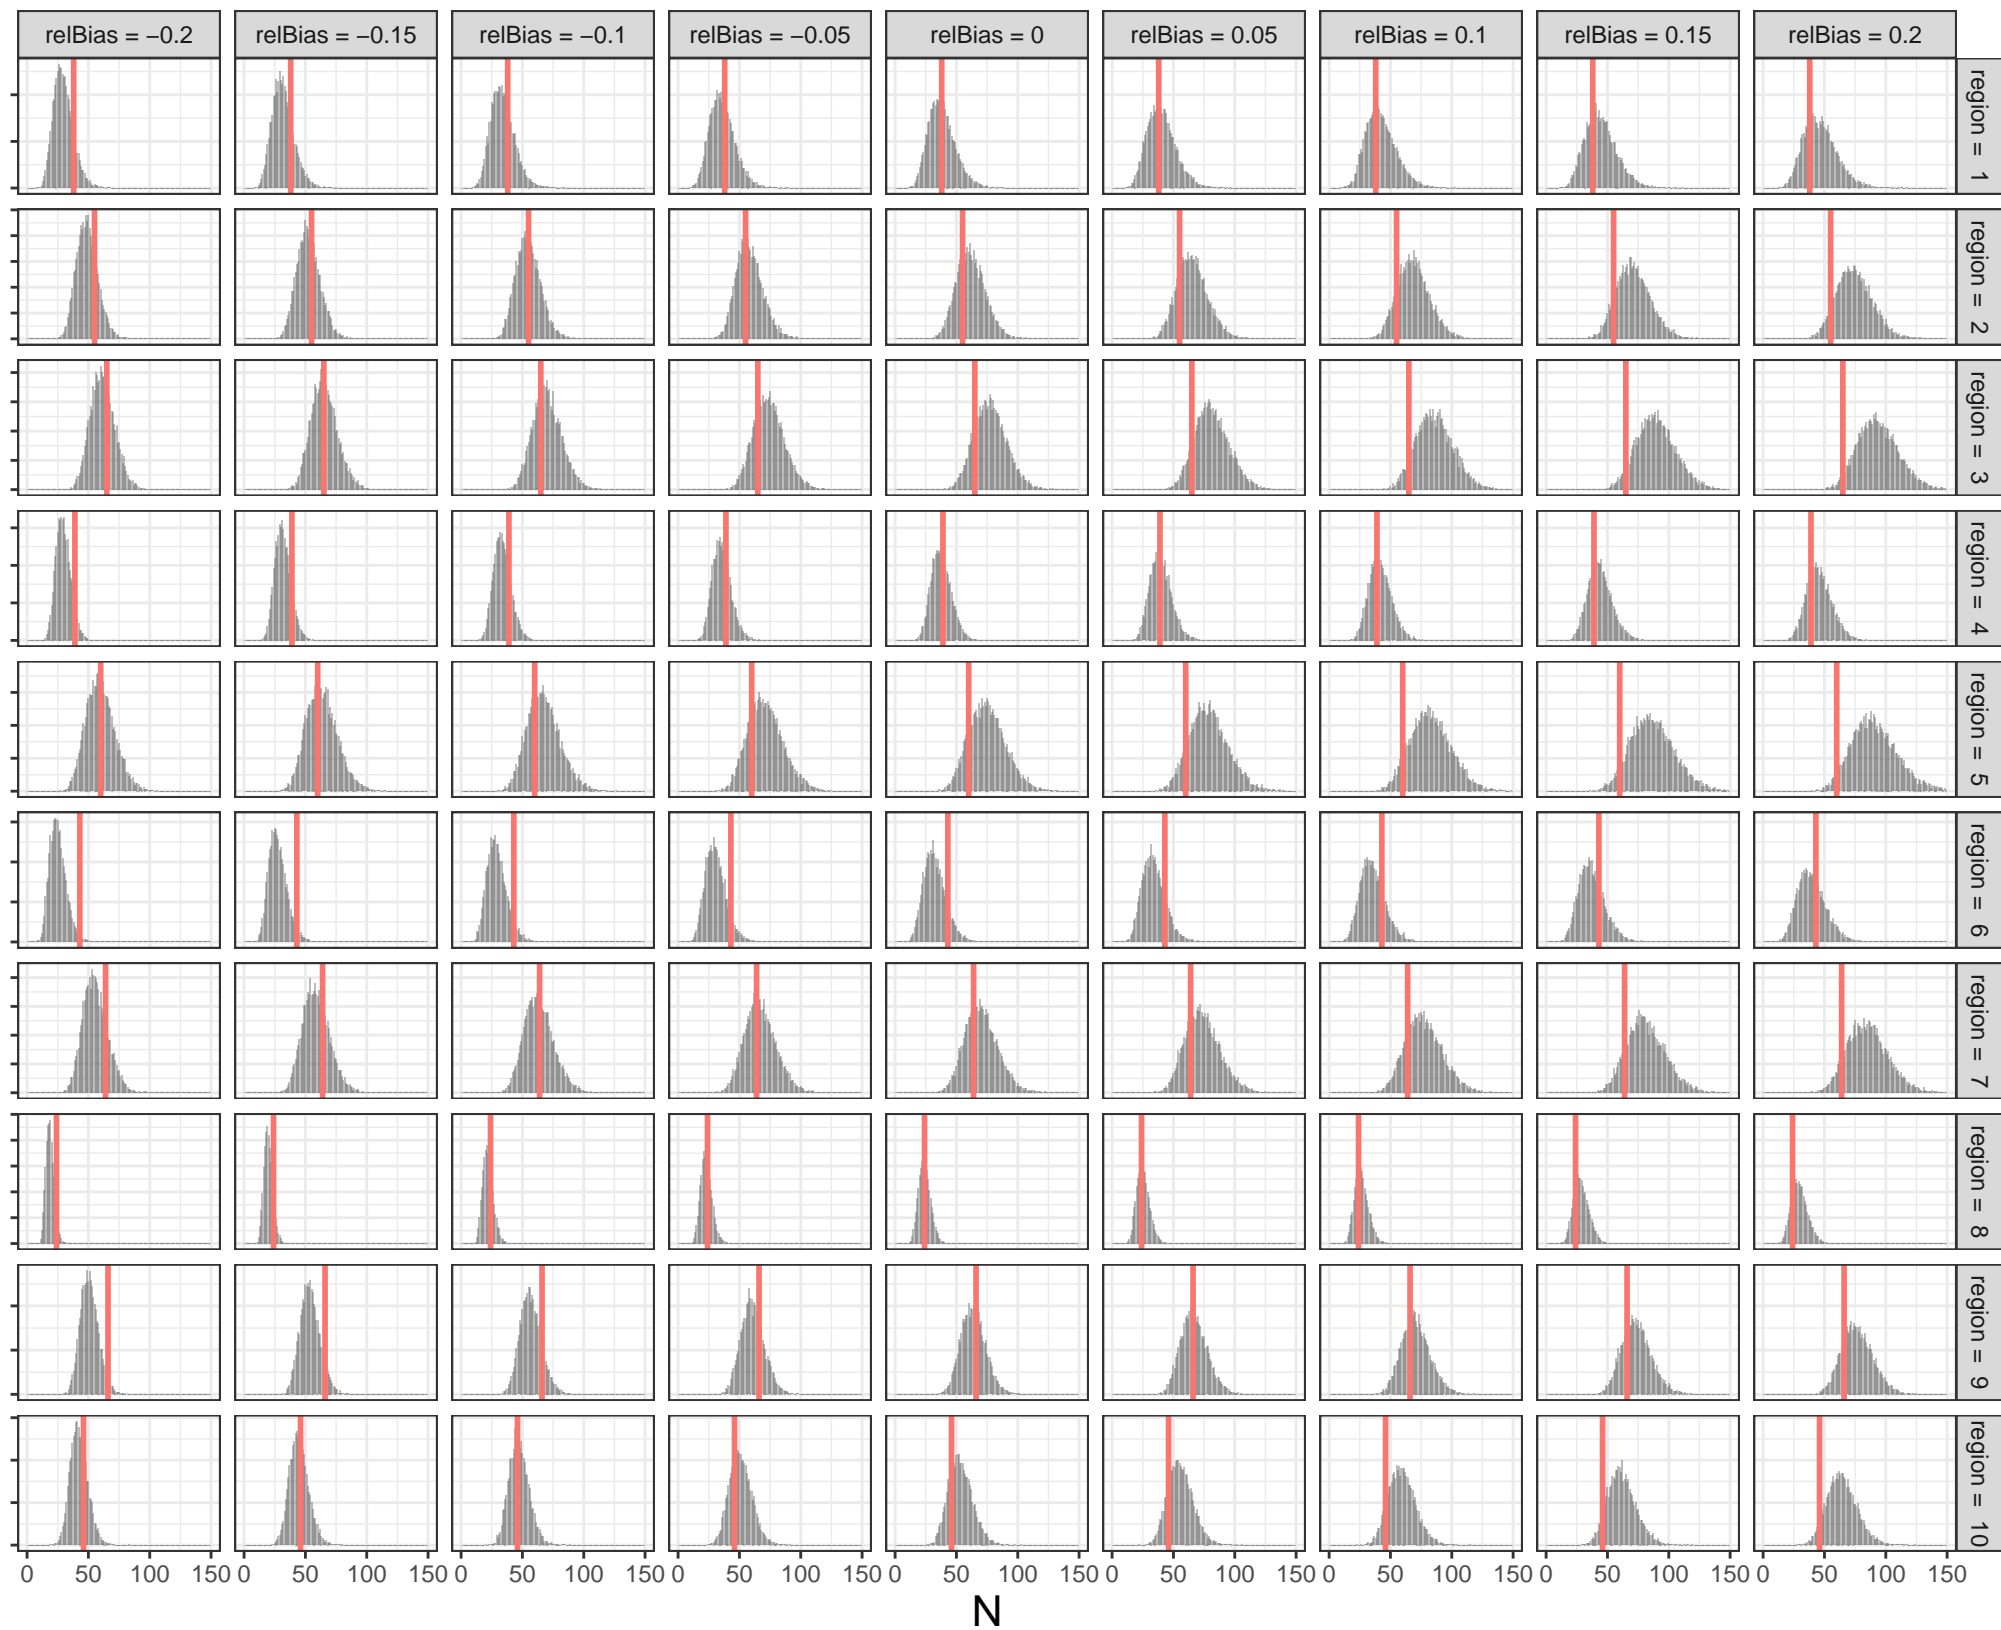 relBias = −0.2 relBias = −0.15 relBias = −0.1 relBias = −0.05 relBias = 0 relBias = 0.05 relBias = 0.1 relBias = 0.15 relBias = 0.2
region = 1
region = 2
region = 3
region = 4
region = 5
region = 6
region = 7
region = 8
region = 9
region = 10
0 50 100 150 0 50 100 150 0 50 100 150 0 50 100 150 0 50 100 150 0 50 100 150 0 50 100 150 0 50 100 150 0 50 100 150
N